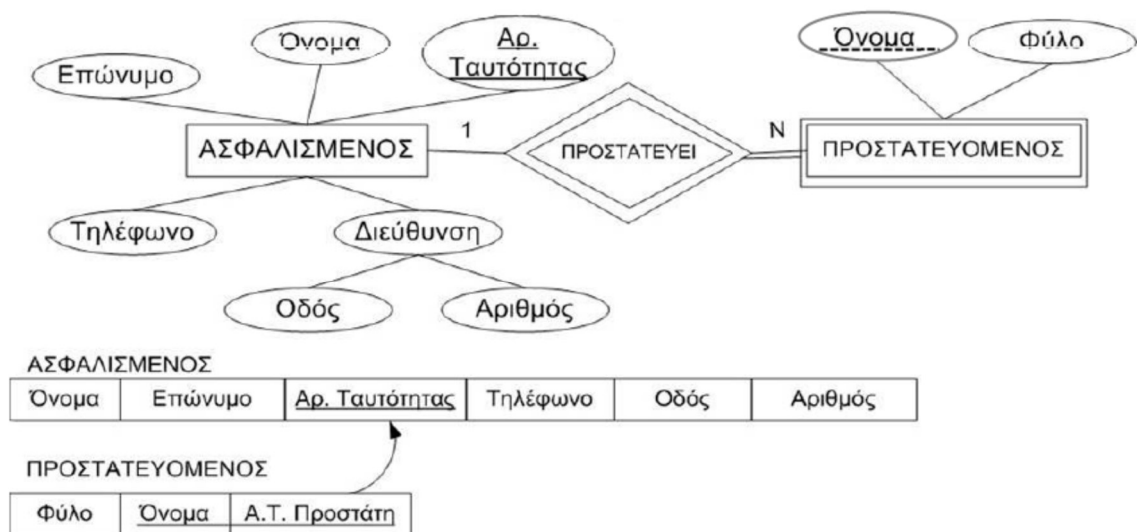 Επώνυμο
Όνομα
Αρ.
Ταυτότητας
Όνομα
Φύλο
ΑΣΦΑΛΙΣΜΕΝΟΣ
1
ΠΡΟΣΤΑΤΕΥΕΙ
N
ΠΡΟΣΤΑΤΕΥΟΜΕΝΟΣ
Τηλέφωνο
Διεύθυνση
Οδός
Αριθμός
ΑΣΦΑΛΙΣΜΕΝΟΣ
Όνομα Επώνυμο Αρ. Ταυτότητας Τηλέφωνο Οδός Αριθμός
ΠΡΟΣΤΑΤΕΥΟΜΕΝΟΣ
Φύλο Όνομα Α.Τ. Προστάτη